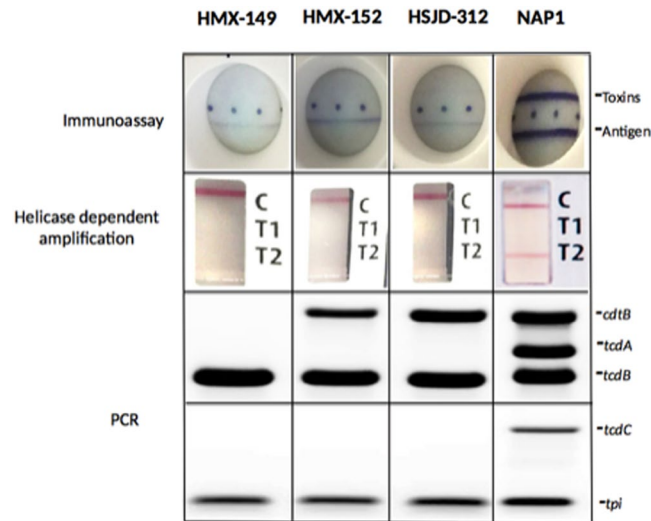 HMX-149 HMX-152 HSJD-312 NAP1
Immunoassay
-Toxins
-Antigen
Helicase dependent
amplification
C C C C
T1 T1 T1 T1
T2 T2 T2 T2
-cdtB
-tcdA
-tcdB
PCR
-tcdC
-tpi